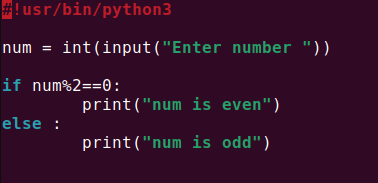 #!usr/bin/python3
num = int(input("Enter number "))
if num%2==0:
        print("num is even")
else :
        print("num is odd")